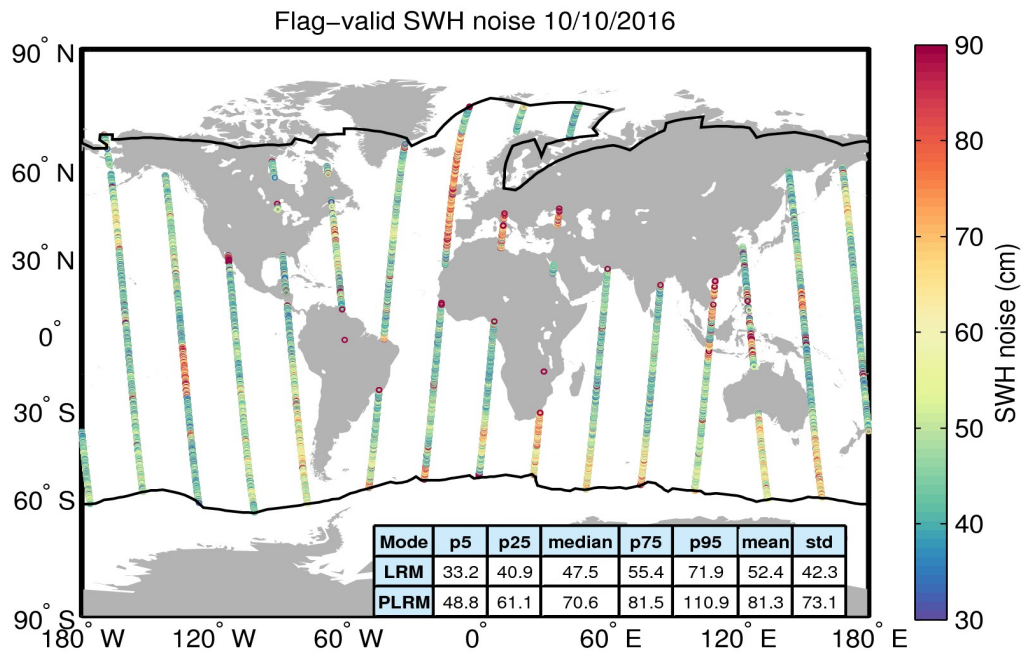 Flag−valid SWH noise 10/10/2016
90° N
60° N
30° N
0°
30° S
60° S
90° S
180° W
120° W
60° W
0°
60° E
120° E
180° E
90
80
70
60
50
40
30
SWH noise (cm)
Mode p5 p25 median p75 p95 mean std
LRM 33.2 40.9 47.5 55.4 71.9 52.4 42.3
PLRM 48.8 61.1 70.6 81.5 110.9 81.3 73.1